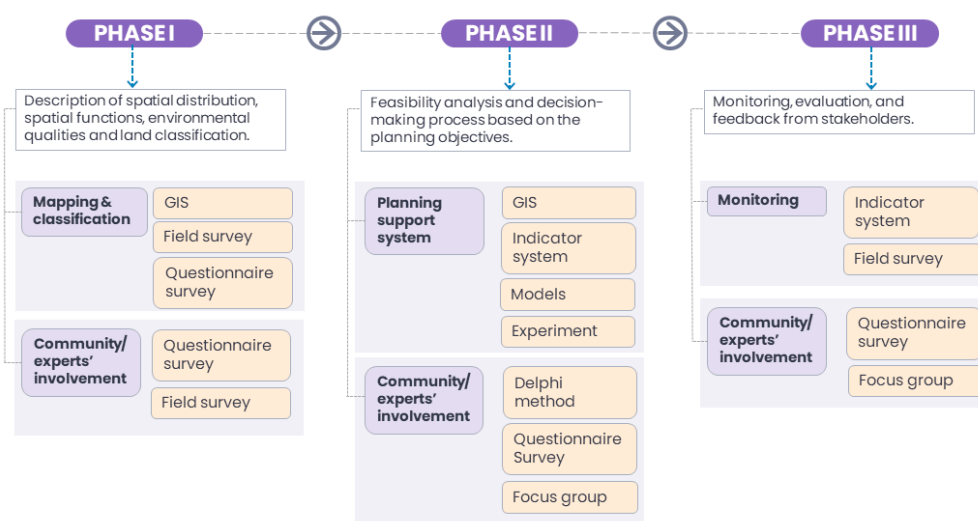 PHASE I
PHASE II
PHASE III
Description of spatial distribution,
spatial functions, environmental
qualities and land classification.
Mapping &
classification
GIS
Field survey
Questionnaire
survey
Community/
experts'
involvement
Questionnaire
survey
Field survey
Feasibility analysis and decision-
making process based on the
planning objectives.
Planning
support
system
GIS
Indicator
system
Models
Experiment
Community/
experts'
involvement
Delphi
method
Questionnaire
Survey
Focus group
Monitoring, evaluation, and
feedback from stakeholders.
Monitoring
Indicator
system
Field survey
Community/
experts'
involvement
Questionnaire
survey
Focus group